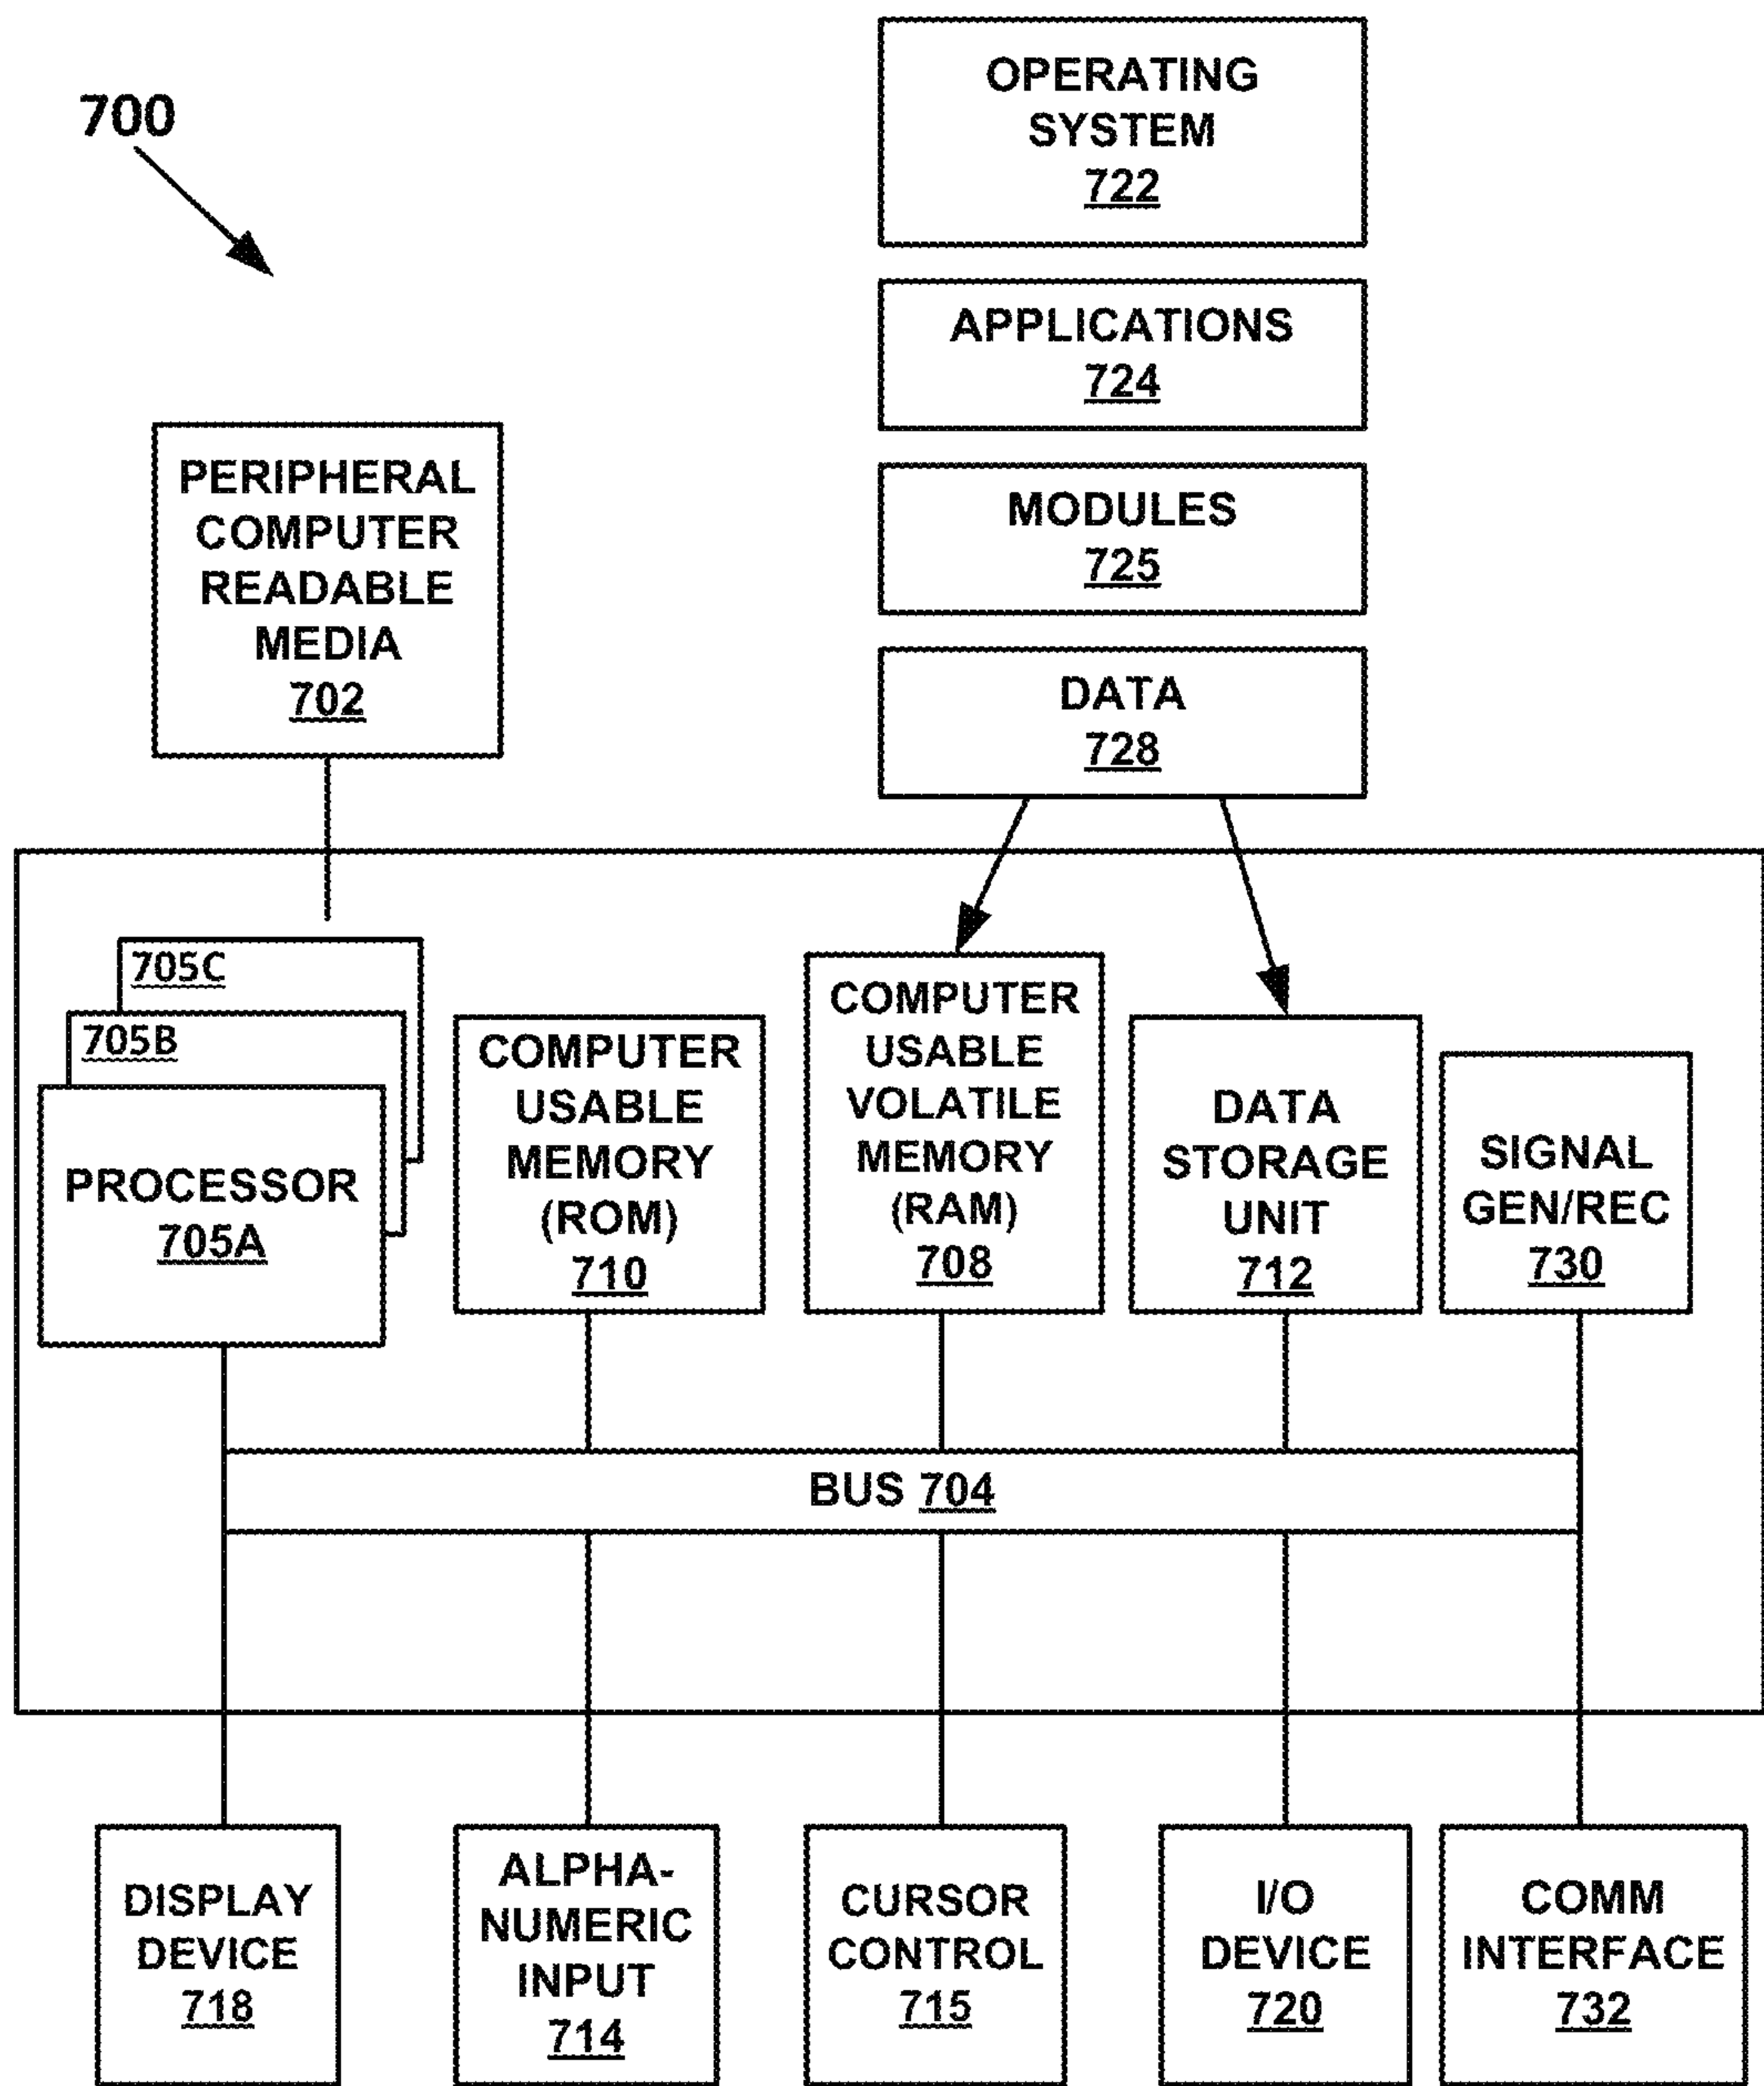 700
OPERATING
SYSTEM
722
APPLICATIONS
724
MODULES
725
DATA
728
PERIPHERAL
COMPUTER
READABLE
MEDIA
702
705C
705B
PROCESSOR
705A
COMPUTER
USABLE
MEMORY
(ROM)
710
COMPUTER
USABLE
VOLATILE
MEMORY
(RAM)
708
DATA
STORAGE
UNIT
712
SIGNAL
GEN/REC
730
BUS 704
DISPLAY
DEVICE
718
ALPHA-
NUMERIC
INPUT
714
CURSOR
CONTROL
715
I/O
DEVICE
720
COMM
INTERFACE
732